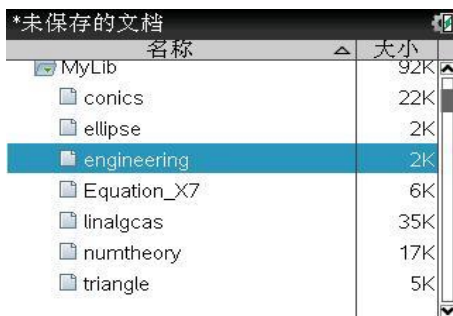 *未保存的文档
名称 大小
MyLib 92K
conics 22K
ellipse 2K
engineering 2K
Equation_X7 6K
linalgcas 35K
numtheory 17K
triangle 5K